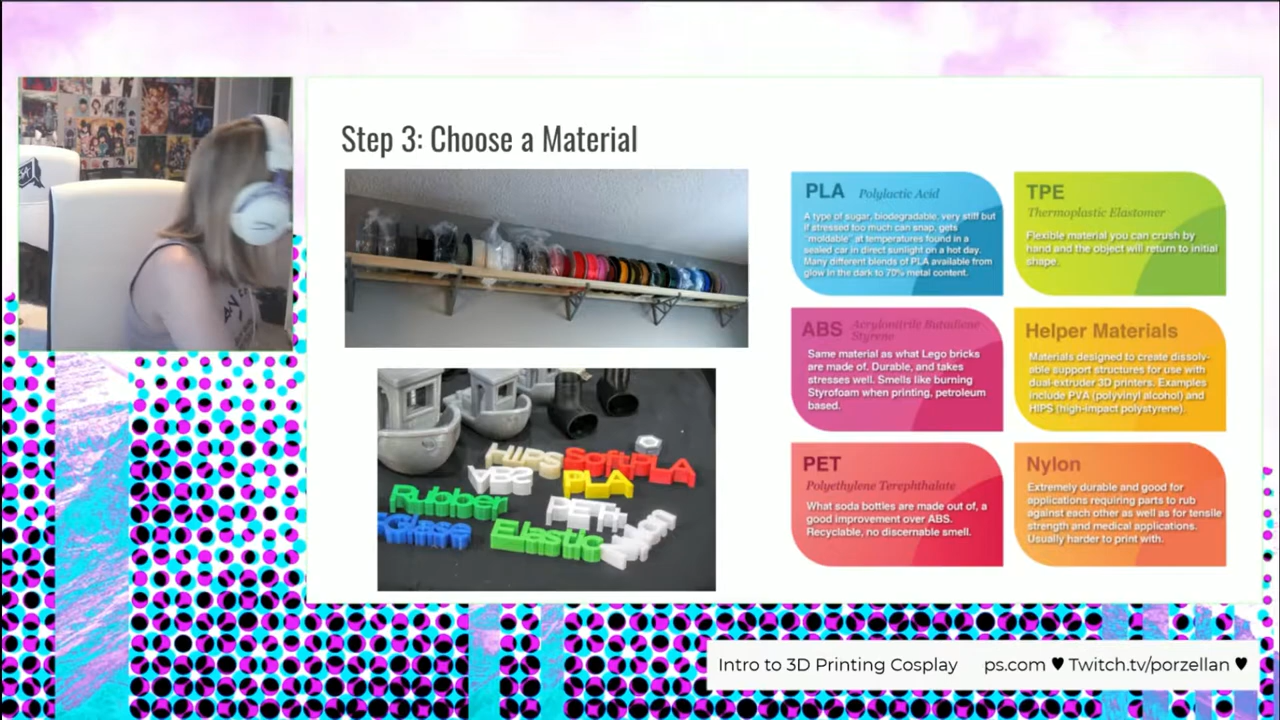 Step 3: Choose a Material
PLA Polylactic Acid
A type of sugar, biodegradable, very stiff but
if stressed too much can snap, gets
"moldable" at temperatures found in a
sealed car in direct sunlight on a hot day.
Many different blends of PLA available from
glow in the dark to 70% metal content.
TPE
Thermoplastic Elastomer
Flexible material you can crush by
hand and the object will return to initial
shape.
ABS Acrylonitrile Butadiene
Styrene
Same material as what Lego bricks
are made of. Durable, and takes
stresses well. Smells like burning
Styrofoam when printing, petroleum
based.
Helper Materials
Materials designed to create dissolv-
able support structures for use with
dual-extruder 3D printers. Examples
include PVA (polyvinyl alcohol) and
HIPS (high-impact polystyrene).
PET
Polyethylene Terephthalate
What soda bottles are made out of, a
good improvement over ABS.
Recyclable, no discernable smell.
Nylon
Extremely durable and good for
applications requiring parts to rub
against each other as well as for tensile
strength and medical applications.
Usually harder to print with.
HIPS SoftPLA
ABS PLA
Rubber
Glass Elastic Nylon
Intro to 3D Printing Cosplay ps.com ♥ Twitch.tv/porzellan ♥